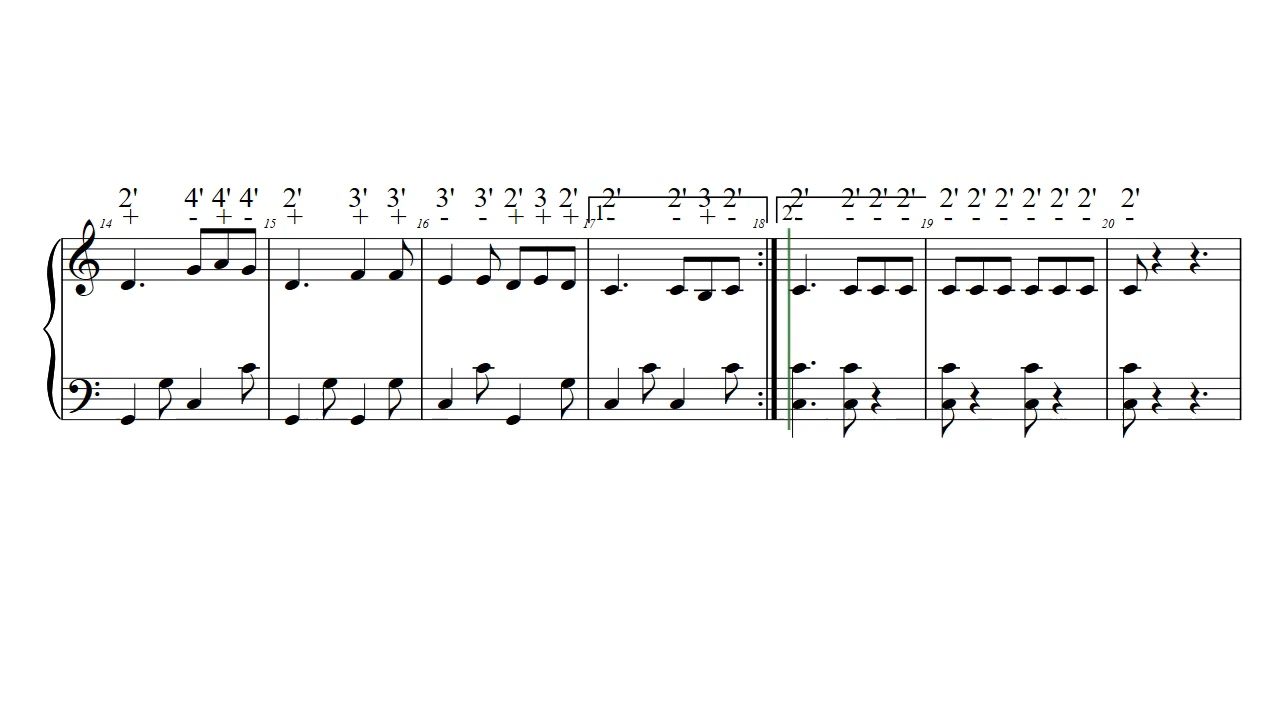 2' 4' 4' 4' 2' 3' 3' 3' 3' 2' 3 2' 2' 2' 3 2' 2' 2' 2' 2' 2' 2' 2' 2' 2' 2' 2'
+ - + - + + + - - + + + 1. - - + - 2. - - - - - - - - - - -
14 15 16 17 18 19 20